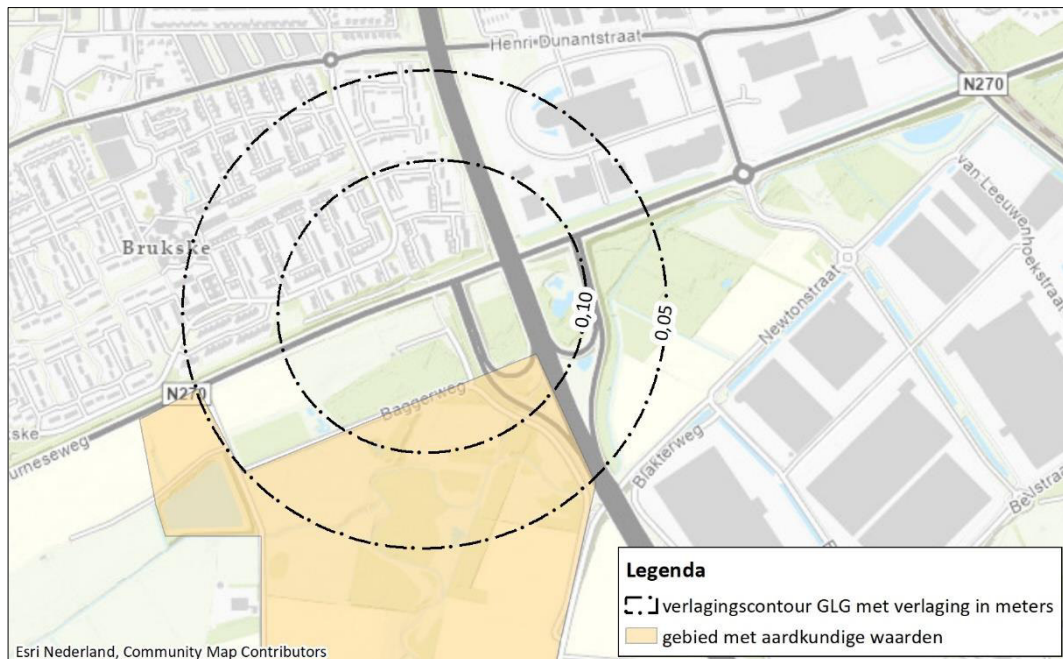 Henri Dunantstraat
N270
van Leeuwenhoekstraat
Brukske
Newtonstraat
0,10
0,05
N270
Baggerweg
ske
urneseweg
Blakterweg
Legenda
verlagingscontour GLG met verlaging in meters
gebied met aardkundige waarden
Esri Nederland, Community Map Contributors